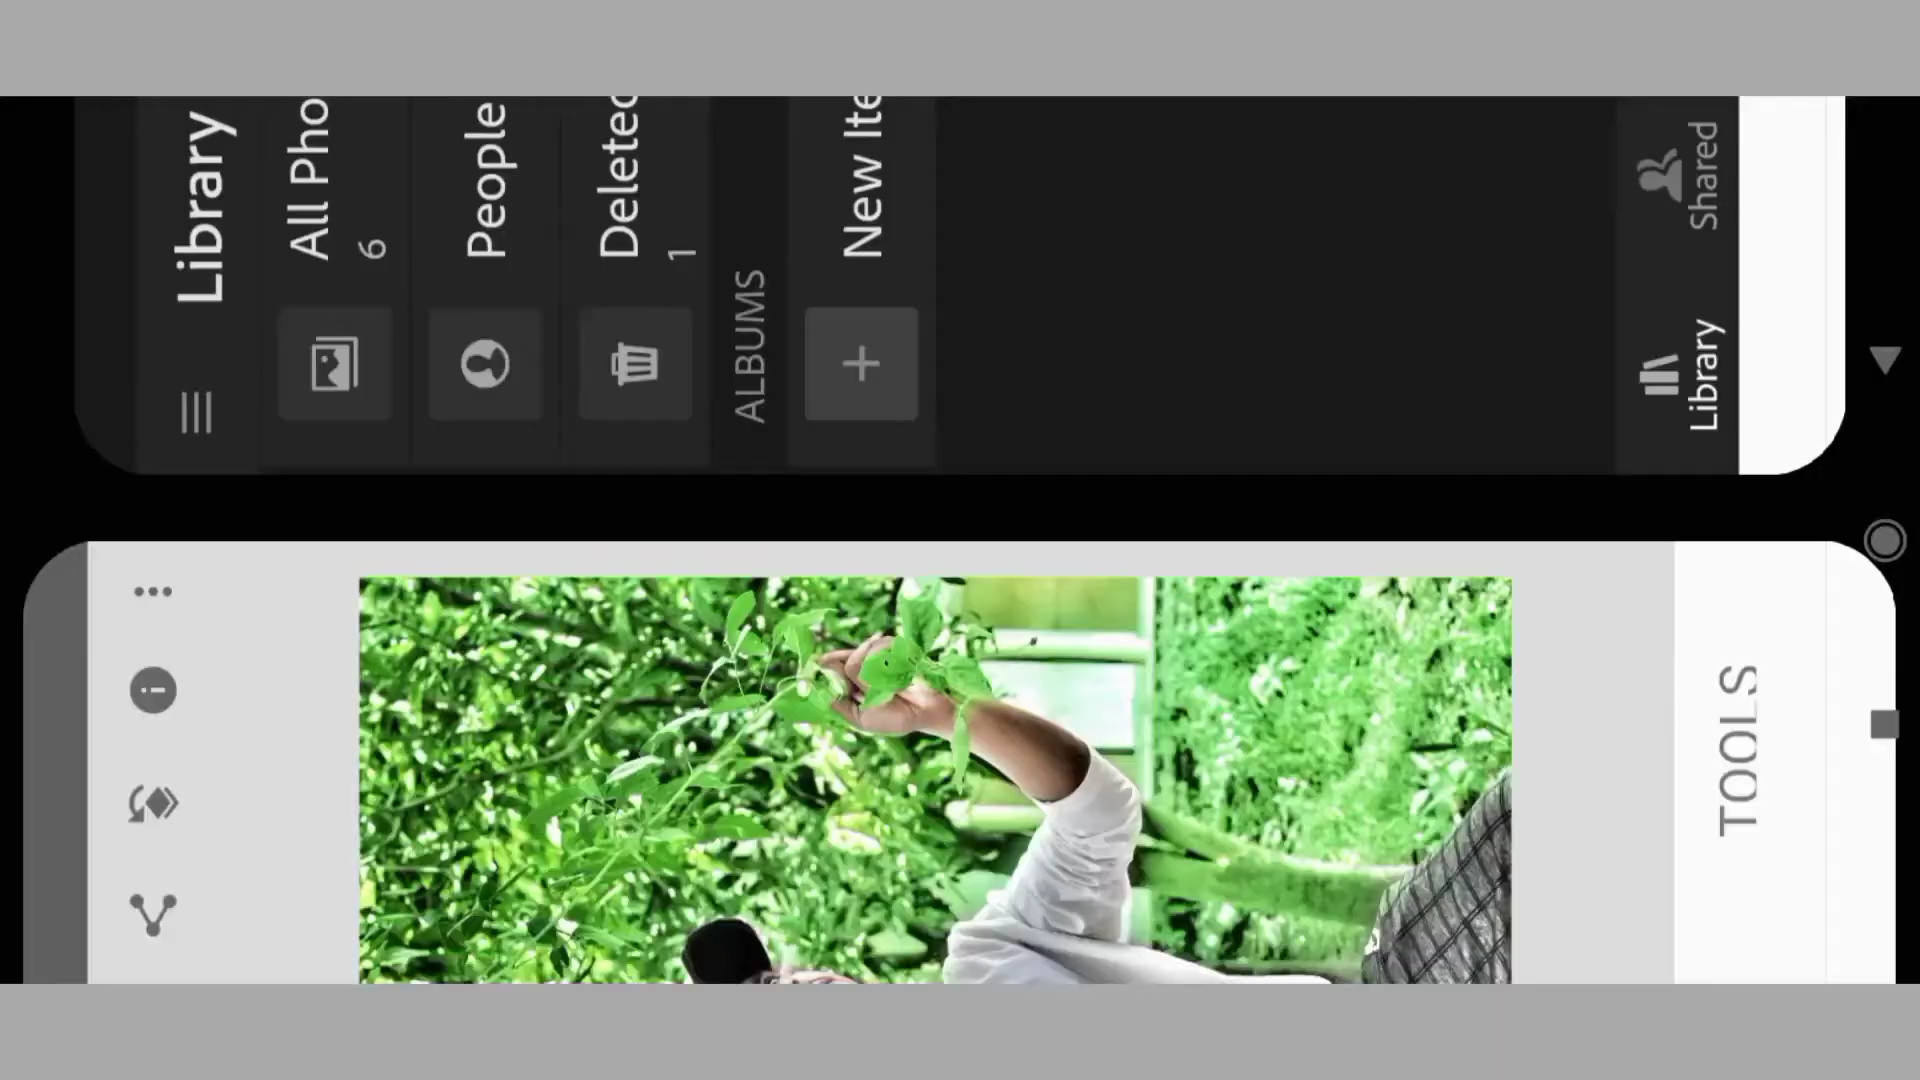 Library
All Pho
6
People
Deleted
1
ALBUMS
New Ite
Library
Shared
TOOLS